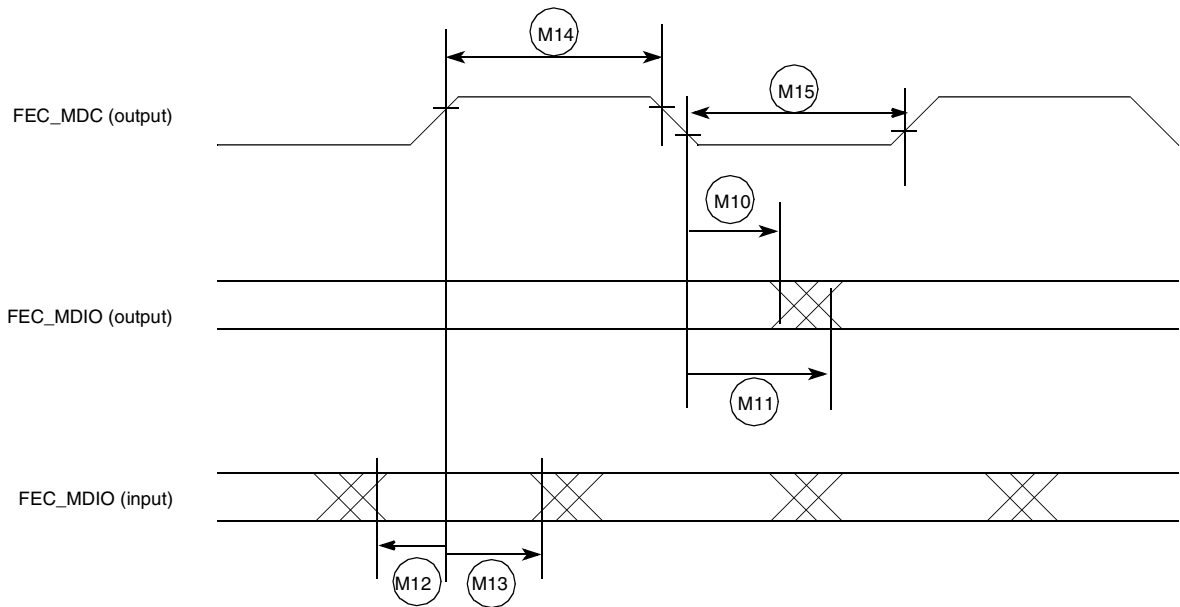 M14
M15
FEC_MDC (output)
M10
FEC_MDIO (output)
M11
FEC_MDIO (input)
M12
M13